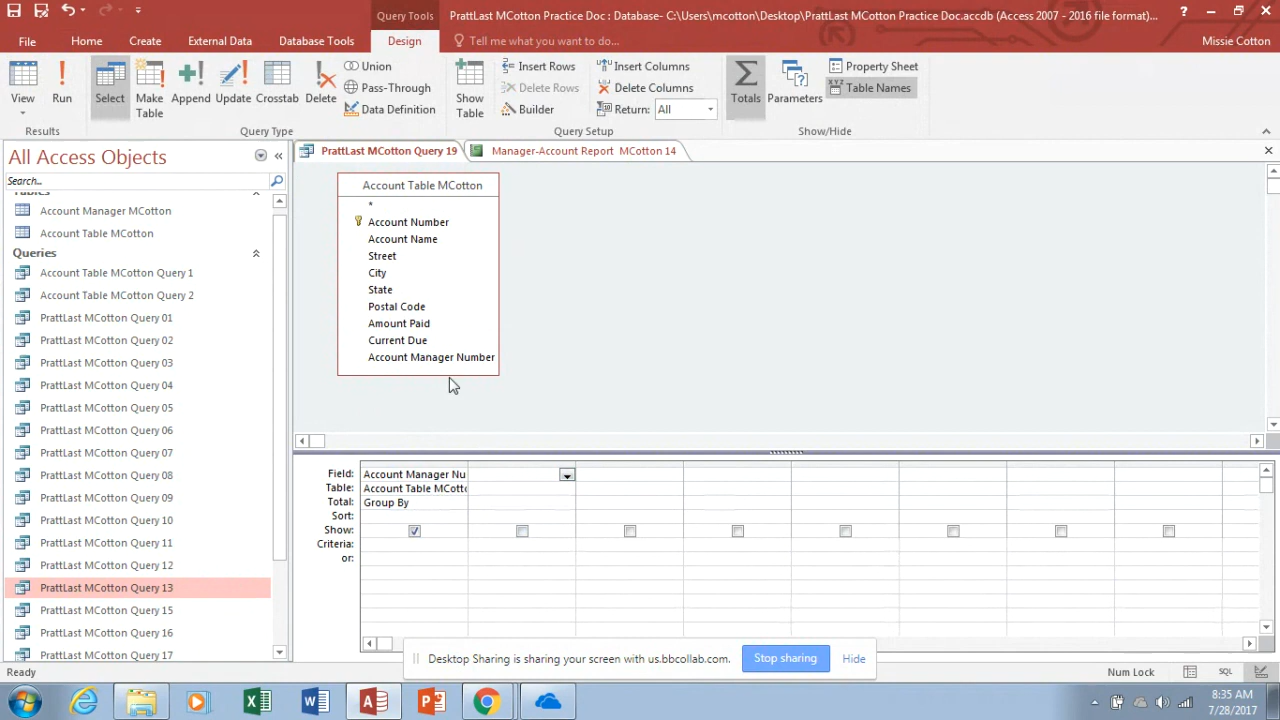 Query Tools
PrattLast MCotton Practice Doc : Database- C:\Users\mcotton\Desktop\PrattLast MCotton Practice Doc.accdb (Access 2007 - 2016 file format)...
File Home Create External Data Database Tools Design Tell me what you want to do... Missie Cotton
View
Run
Select
Make
Table
Append
Update
Crosstab
Delete
Union
Pass-Through
Data Definition
Show
Table
Insert Rows
Delete Rows
Builder
Insert Columns
Delete Columns
Return: All
Totals
Parameters
Property Sheet
XYZ Table Names
Results
Query Type
Query Setup
Show/Hide
All Access Objects
Search...
Tables
Account Manager MCotton
Account Table MCotton
Queries
Account Table MCotton Query 1
Account Table MCotton Query 2
PrattLast MCotton Query 01
PrattLast MCotton Query 02
PrattLast MCotton Query 03
PrattLast MCotton Query 04
PrattLast MCotton Query 05
PrattLast MCotton Query 06
PrattLast MCotton Query 07
PrattLast MCotton Query 08
PrattLast MCotton Query 09
PrattLast MCotton Query 10
PrattLast MCotton Query 11
PrattLast MCotton Query 12
PrattLast MCotton Query 13
PrattLast MCotton Query 15
PrattLast MCotton Query 16
PrattLast MCotton Query 17
PrattLast MCotton Query 19
Manager-Account Report MCotton 14
Account Table MCotton
*
Account Number
Account Name
Street
City
State
Postal Code
Amount Paid
Current Due
Account Manager Number
Field: Account Manager Nu
Table: Account Table MCotto
Total: Group By
Sort:
Show:
Criteria:
or:
Desktop Sharing is sharing your screen with us.bbcollab.com. Stop sharing Hide
Ready
Num Lock SQL
8:35 AM
7/28/2017